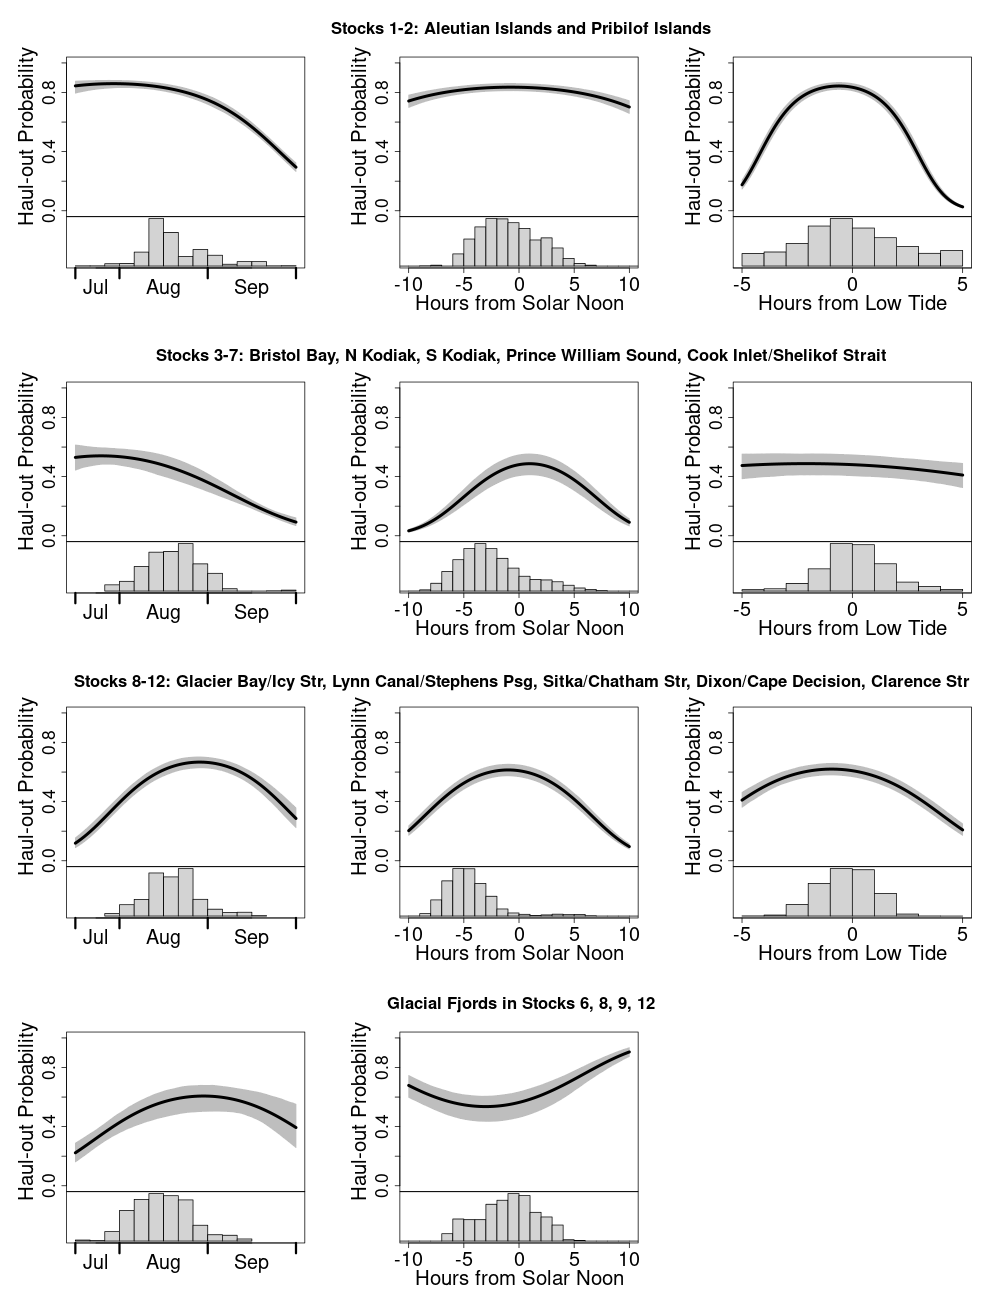 Stocks 1-2: Aleutian Islands and Pribilof Islands
Haul-out Probability
0.0 0.4 0.8
Jul Aug Sep
Haul-out Probability
0.0 0.4 0.8
-10 -5 0 5 10
Hours from Solar Noon
Haul-out Probability
0.0 0.4 0.8
-5 0 5
Hours from Low Tide
Stocks 3-7: Bristol Bay, N Kodiak, S Kodiak, Prince William Sound, Cook Inlet/Shelikof Strait
Haul-out Probability
0.0 0.4 0.8
Jul Aug Sep
Haul-out Probability
0.0 0.4 0.8
-10 -5 0 5 10
Hours from Solar Noon
Haul-out Probability
0.0 0.4 0.8
-5 0 5
Hours from Low Tide
Stocks 8-12: Glacier Bay/Icy Str, Lynn Canal/Stephens Psg, Sitka/Chatham Str, Dixon/Cape Decision, Clarence Str
Haul-out Probability
0.0 0.4 0.8
Jul Aug Sep
Haul-out Probability
0.0 0.4 0.8
-10 -5 0 5 10
Hours from Solar Noon
Haul-out Probability
0.0 0.4 0.8
-5 0 5
Hours from Low Tide
Glacial Fjords in Stocks 6, 8, 9, 12
Haul-out Probability
0.0 0.4 0.8
Jul Aug Sep
Haul-out Probability
0.0 0.4 0.8
-10 -5 0 5 10
Hours from Solar Noon